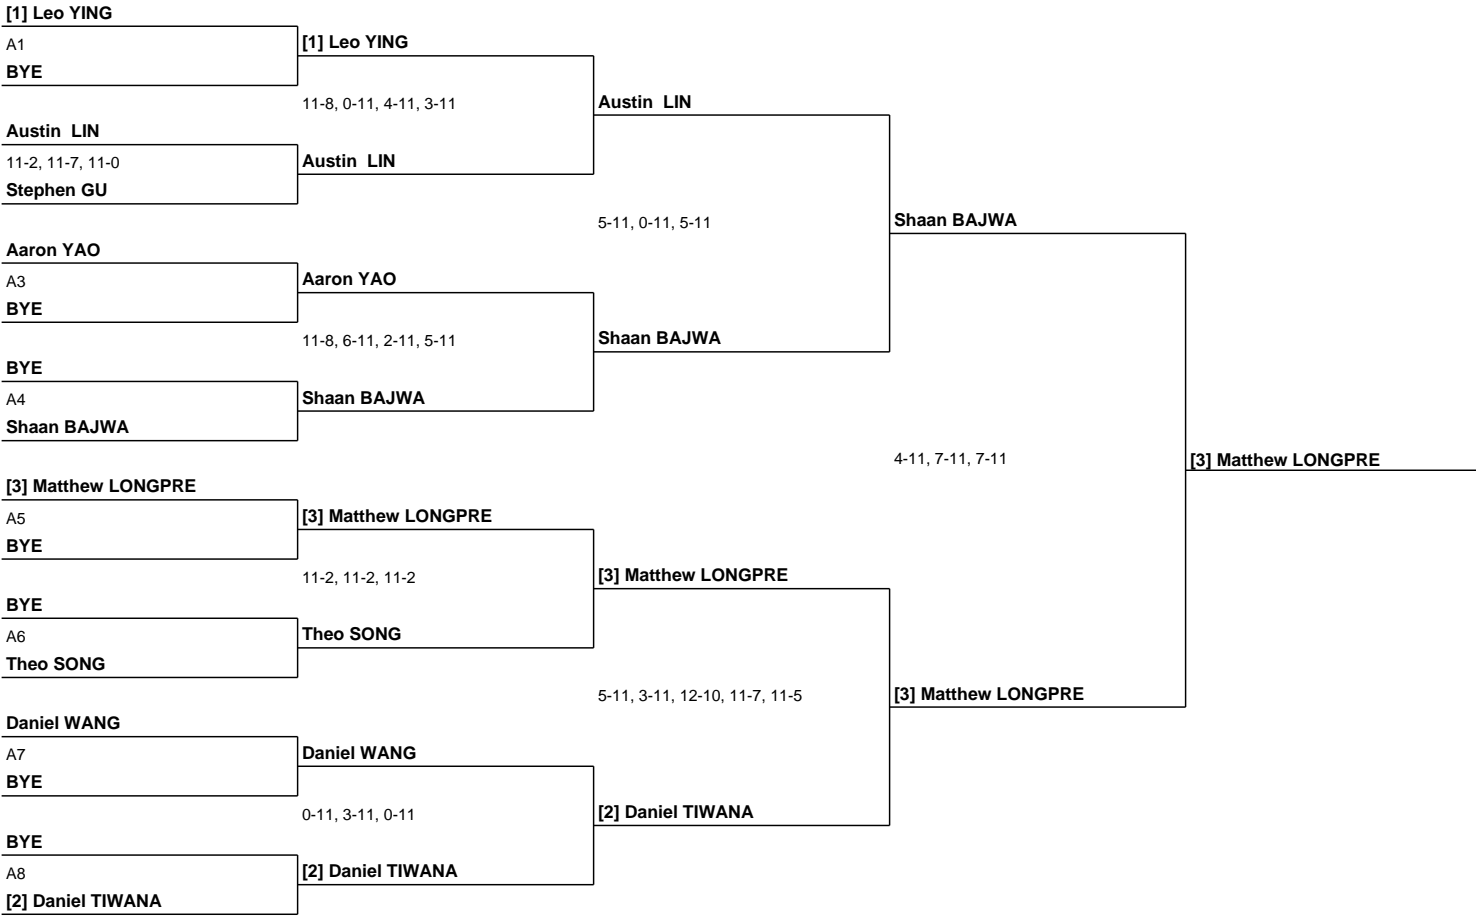 [1] Leo YING
A1
BYE
Austin  LIN
11-2, 11-7, 11-0
Stephen GU
Aaron YAO
A3
BYE
BYE
A4
Shaan BAJWA
[3] Matthew LONGPRE
A5
BYE
BYE
A6
Theo SONG
Daniel WANG
A7
BYE
BYE
A8
[2] Daniel TIWANA
[1] Leo YING
11-8, 0-11, 4-11, 3-11
Austin  LIN
Aaron YAO
11-8, 6-11, 2-11, 5-11
Shaan BAJWA
[3] Matthew LONGPRE
11-2, 11-2, 11-2
Theo SONG
Daniel WANG
0-11, 3-11, 0-11
[2] Daniel TIWANA
Austin  LIN
5-11, 0-11, 5-11
Shaan BAJWA
[3] Matthew LONGPRE
5-11, 3-11, 12-10, 11-7, 11-5
[2] Daniel TIWANA
Shaan BAJWA
4-11, 7-11, 7-11
[3] Matthew LONGPRE
[3] Matthew LONGPRE